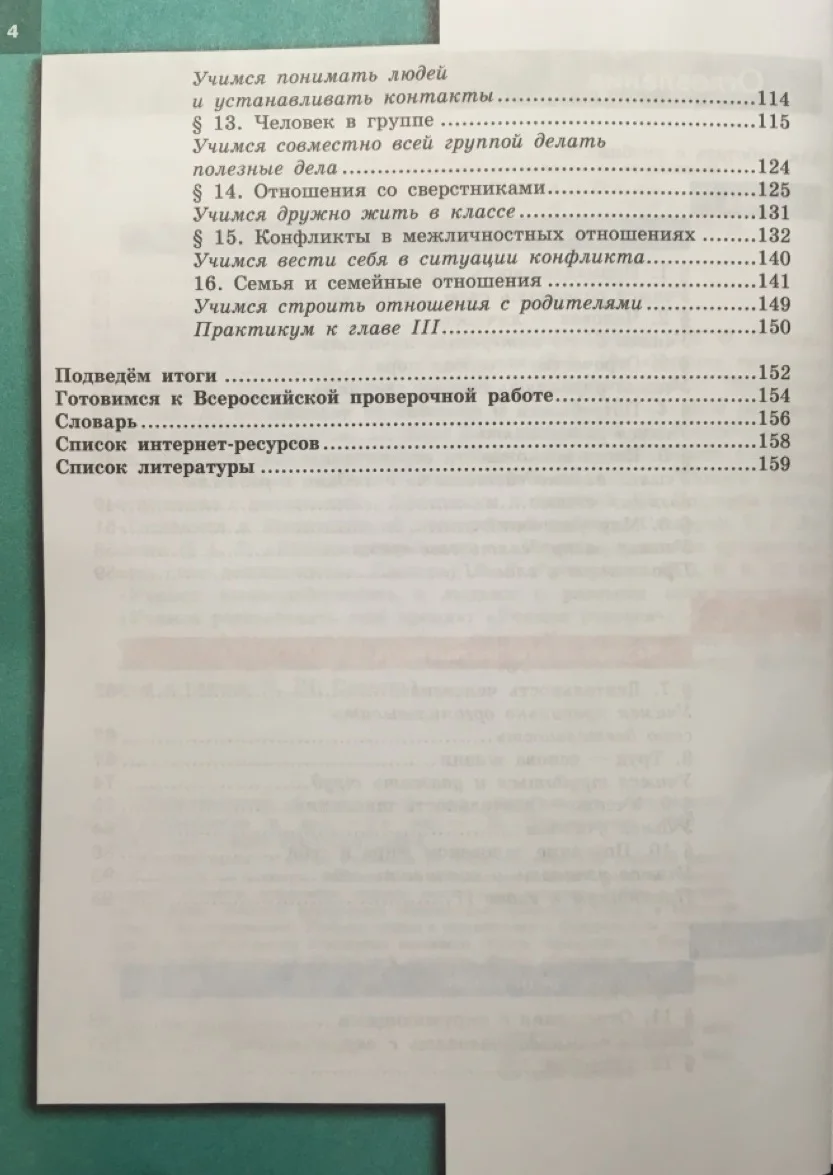 4
Учимся понимать людей
и устанавливать контакты......................................114
§ 13. Человек в группе..............................................115
Учимся совместно всей группой делать
полезные дела............................................................124
§ 14. Отношения со сверстниками..............................125
Учимся дружно жить в классе...................................131
§ 15. Конфликты в межличностных отношениях........132
Учимся вести себя в ситуации конфликта................140
16. Семья и семейные отношения...............................141
Учимся строить отношения с родителями................149
Практикум к главе III..............................................150
Подведём итоги..............................................................152
Готовимся к Всероссийской проверочной работе.............................154
Словарь..........................................................................156
Список интернет-ресурсов................................................158
Список литературы.........................................................159